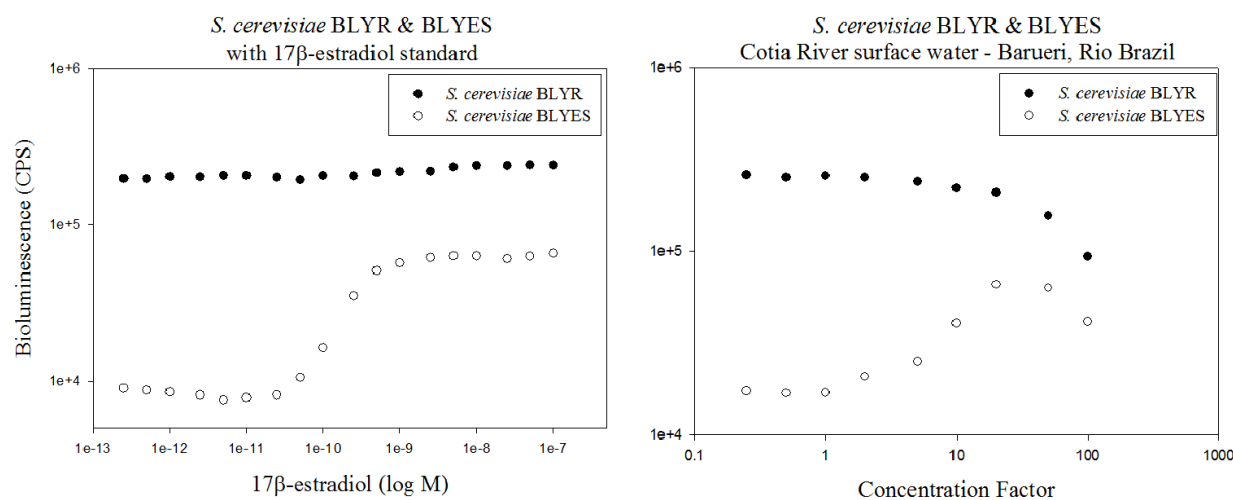 S. cerevisiae BLYR & BLYES
with 17β-estradiol standard
1e+6
S. cerevisiae BLYR
S. cerevisiae BLYES
1e+5
1e+4
Bioluminescence (CPS)
1e-13 1e-12 1e-11 1e-10 1e-9 1e-8 1e-7
17β-estradiol (log M)
S. cerevisiae BLYR & BLYES
Cotia River surface water - Barueri, Rio Brazil
1e+6
S. cerevisiae BLYR
S. cerevisiae BLYES
1e+5
1e+4
0.1 1 10 100 1000
Concentration Factor